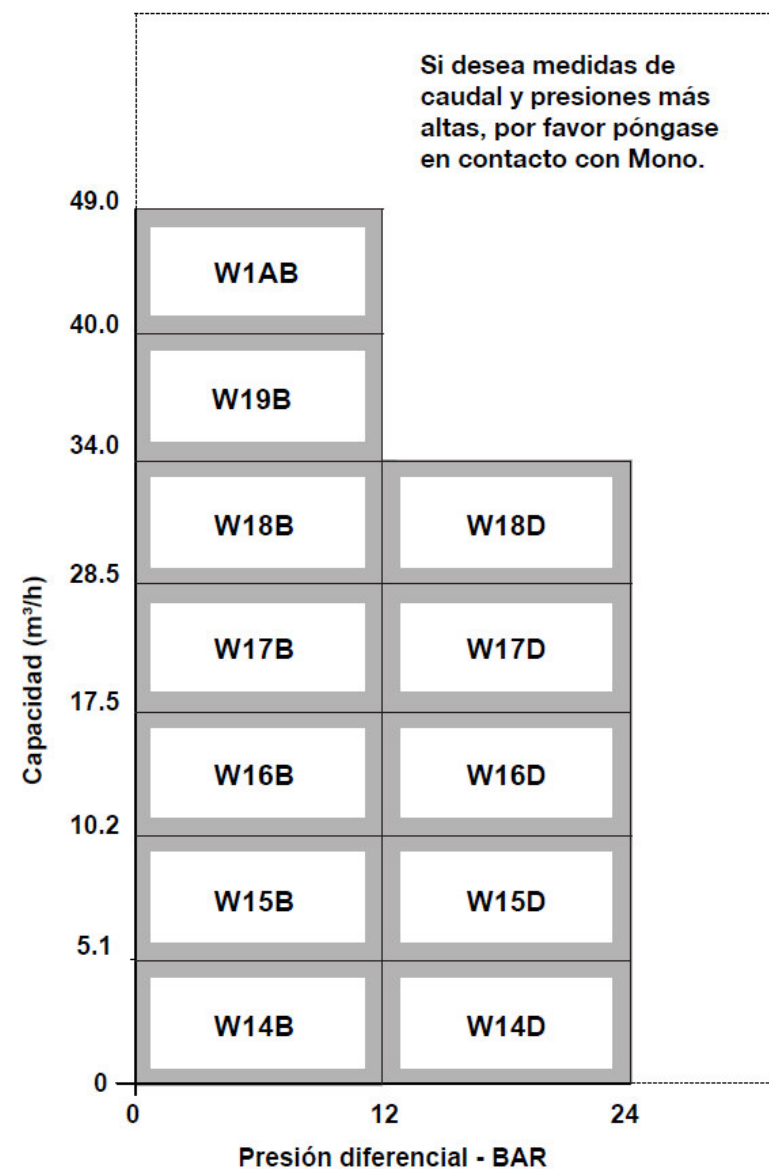 Si desea medidas de
caudal y presiones más
altas, por favor póngase
en contacto con Mono.
49.0
W1AB
40.0
W19B
34.0
W18B W18D
28.5
W17B W17D
17.5
W16B W16D
10.2
W15B W15D
5.1
W14B W14D
0
Capacidad (m³/h)
0 12 24
Presión diferencial - BAR